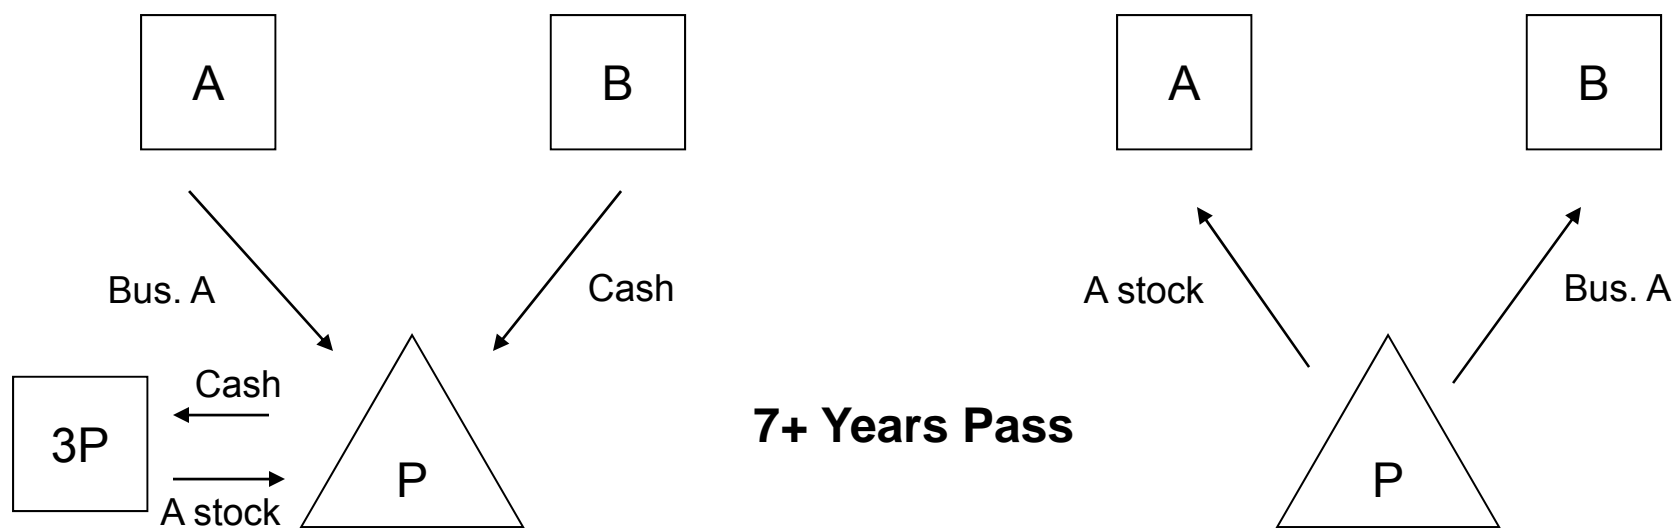 A
B
A
B
Bus. A
Cash
A stock
Bus. A
Cash
3P
7+ Years Pass
P
P
A stock